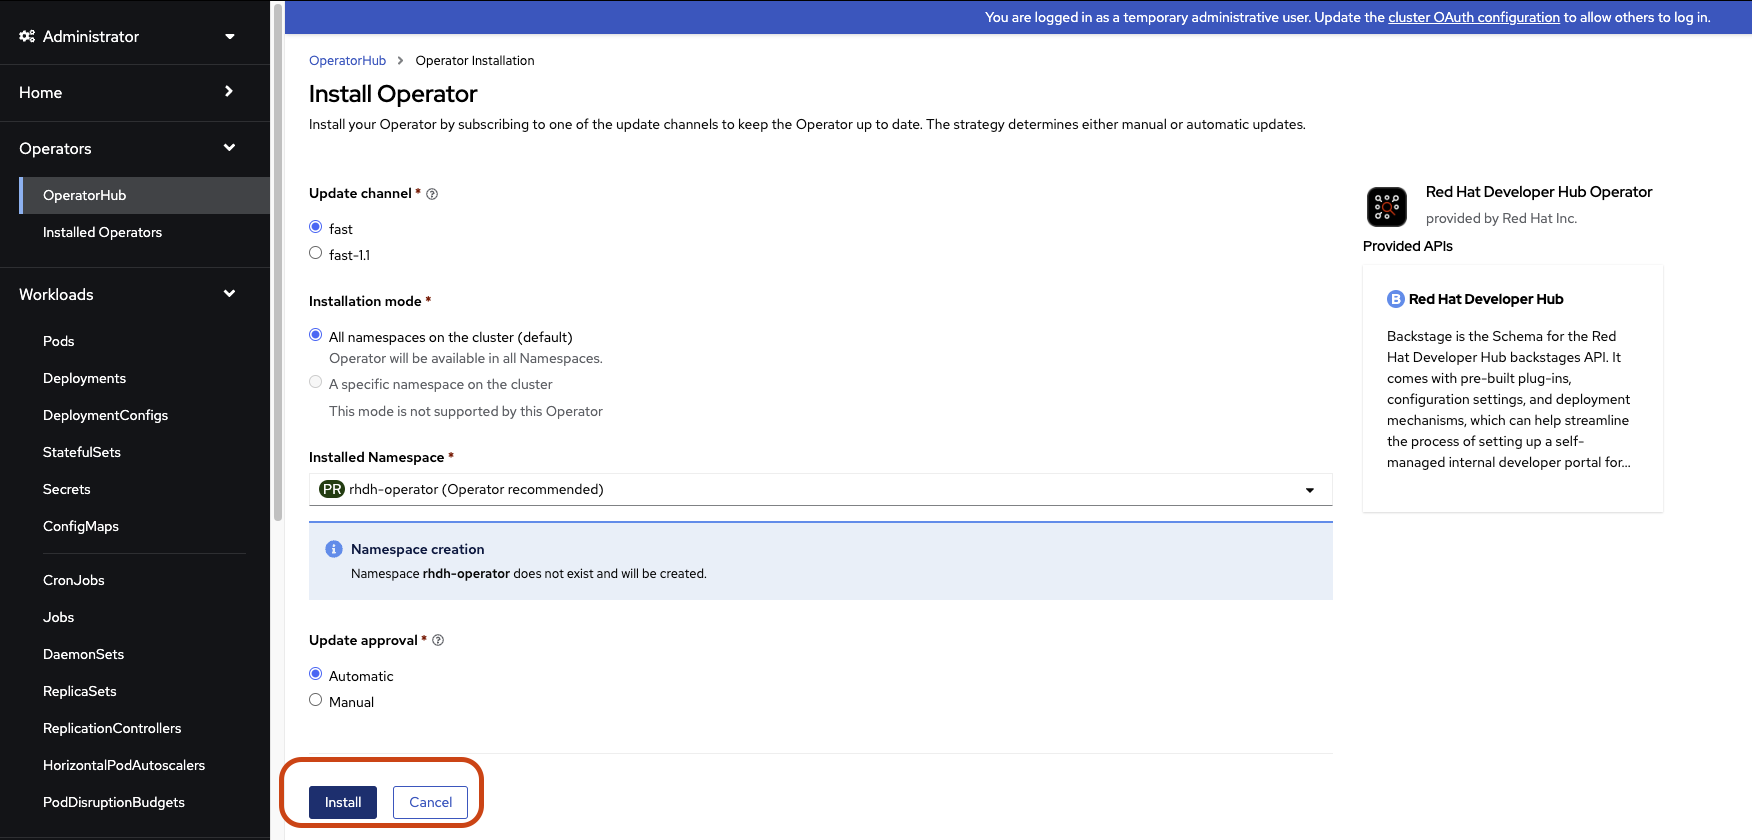 You are logged in as a temporary administrative user. Update the cluster OAuth configuration to allow others to log in.
Administrator
Home
Operators
OperatorHub
Installed Operators
Workloads
Pods
Deployments
DeploymentConfigs
StatefulSets
Secrets
ConfigMaps
CronJobs
Jobs
DaemonSets
ReplicaSets
ReplicationControllers
HorizontalPodAutoscalers
PodDisruptionBudgets
OperatorHub > Operator Installation
Install Operator
Install your Operator by subscribing to one of the update channels to keep the Operator up to date. The strategy determines either manual or automatic updates.
Update channel *
fast
fast-1.1
Installation mode *
All namespaces on the cluster (default)
Operator will be available in all Namespaces.
A specific namespace on the cluster
This mode is not supported by this Operator
Installed Namespace *
PR rhdh-operator (Operator recommended)
Namespace creation
Namespace rhdh-operator does not exist and will be created.
Update approval *
Automatic
Manual
Install Cancel
Red Hat Developer Hub Operator
provided by Red Hat Inc.
Provided APIs
B Red Hat Developer Hub
Backstage is the Schema for the Red
Hat Developer Hub backstages API. It
comes with pre-built plug-ins,
configuration settings, and deployment
mechanisms, which can help streamline
the process of setting up a self-
managed internal developer portal for...